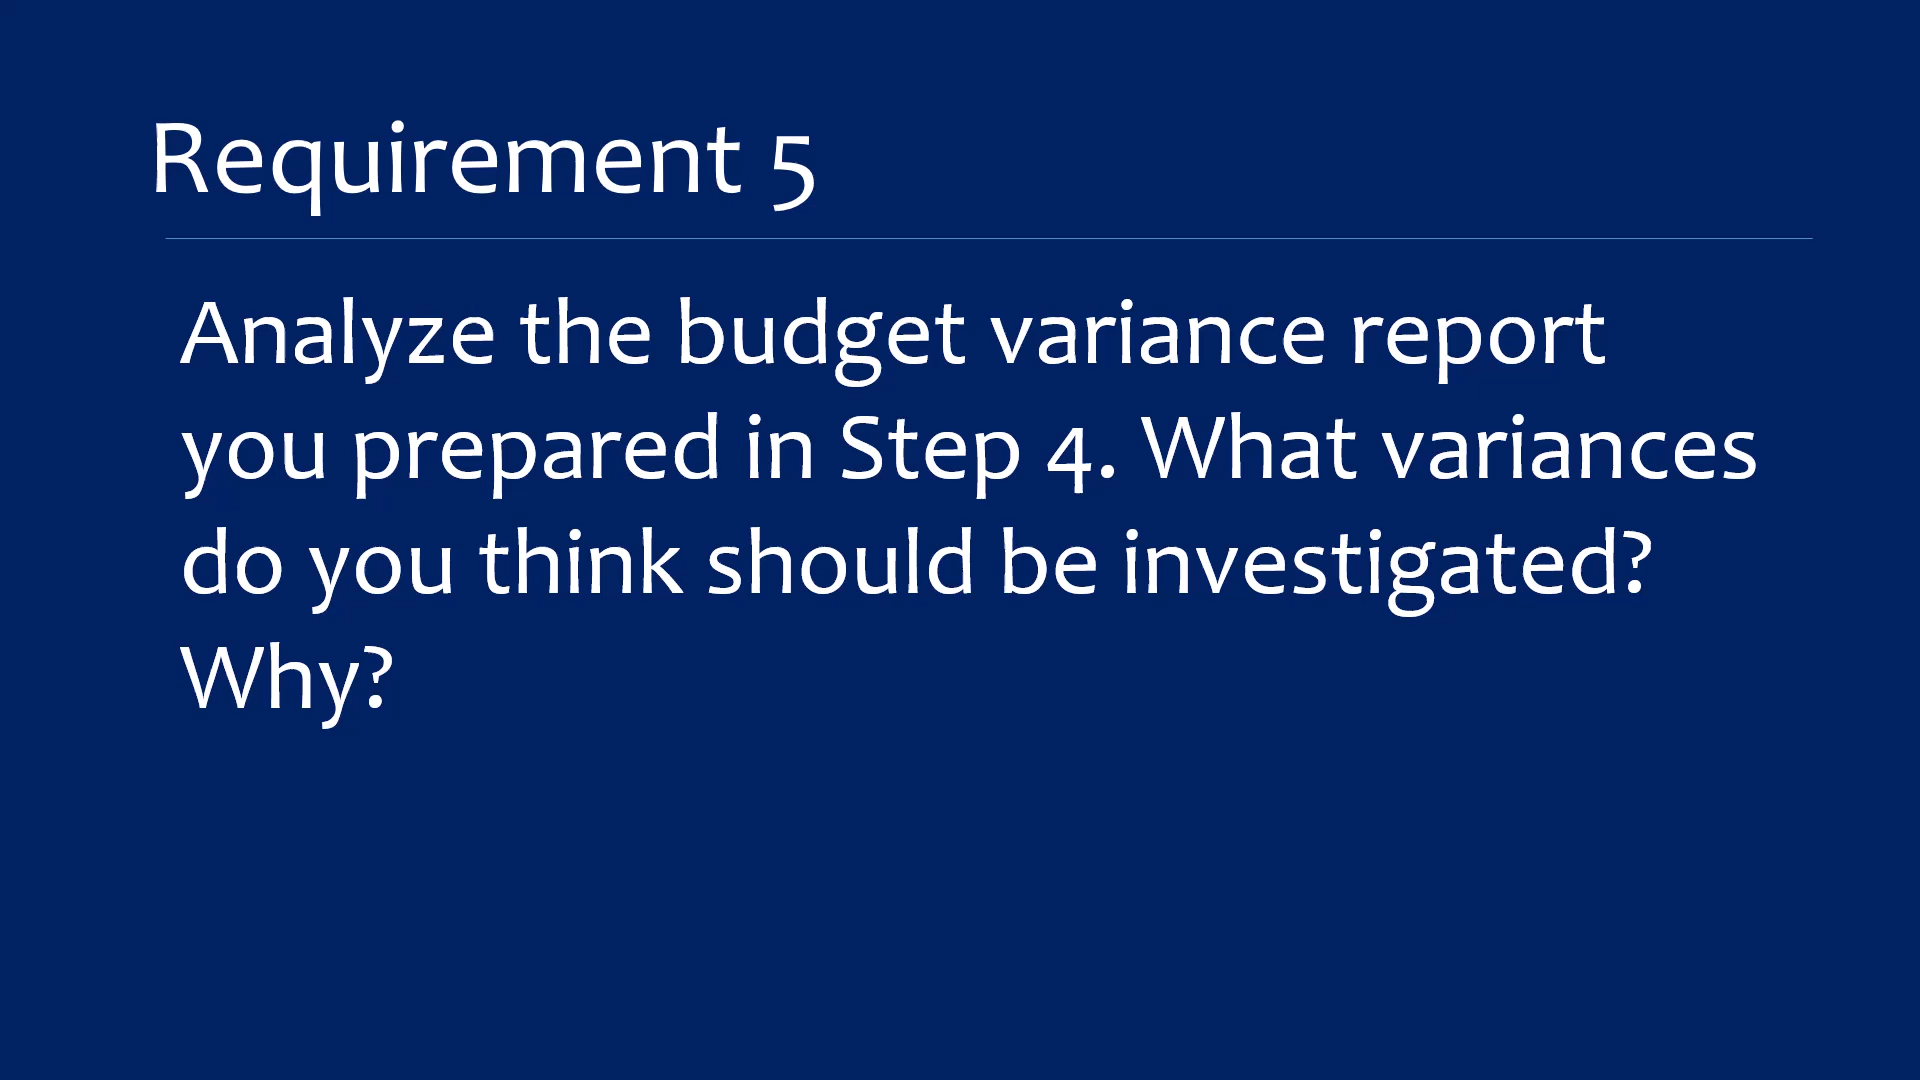 Requirement 5
Analyze the budget variance report
you prepared in Step 4. What variances
do you think should be investigated?
Why?